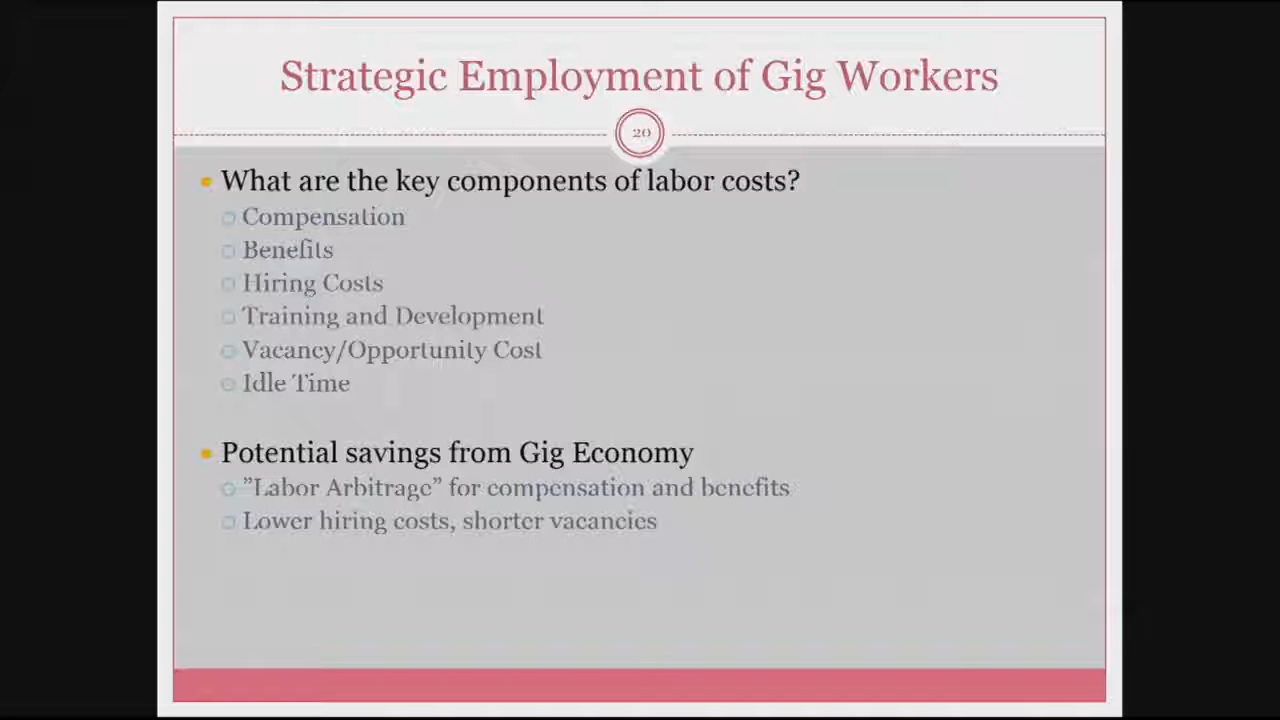 Strategic Employment of Gig Workers
20
What are the key components of labor costs?
Compensation
Benefits
Hiring Costs
Training and Development
Vacancy/Opportunity Cost
Idle Time
Potential savings from Gig Economy
”Labor Arbitrage” for compensation and benefits
Lower hiring costs, shorter vacancies